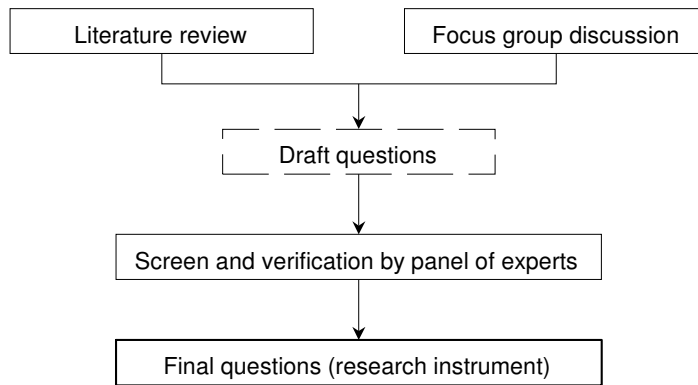 Literature review
Focus group discussion
Draft questions
Screen and verification by panel of experts
Final questions (research instrument)